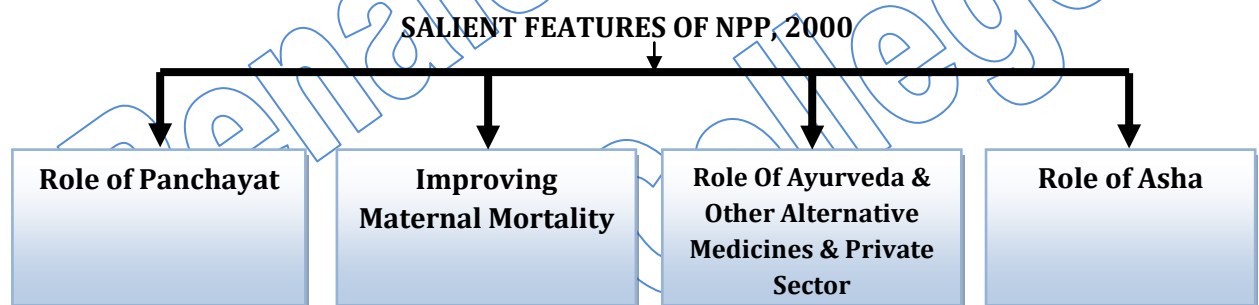 SALIENT FEATURES OF NPP, 2000
Role of Panchayat
Improving
Maternal Mortality
Role Of Ayurveda &
Other Alternative
Medicines & Private
Sector
Role of Asha